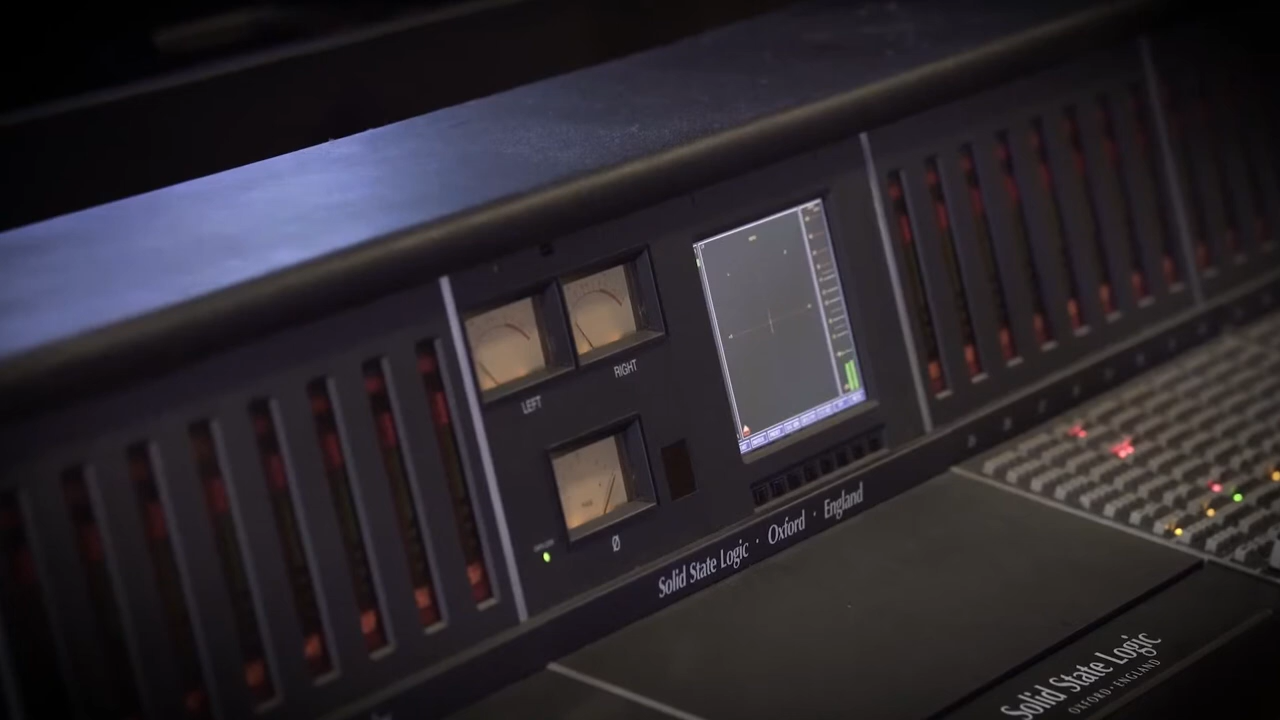 LEFT
RIGHT
Ø
Solid State Logic · Oxford · England
Solid State Logic
OXFORD · ENGLAND